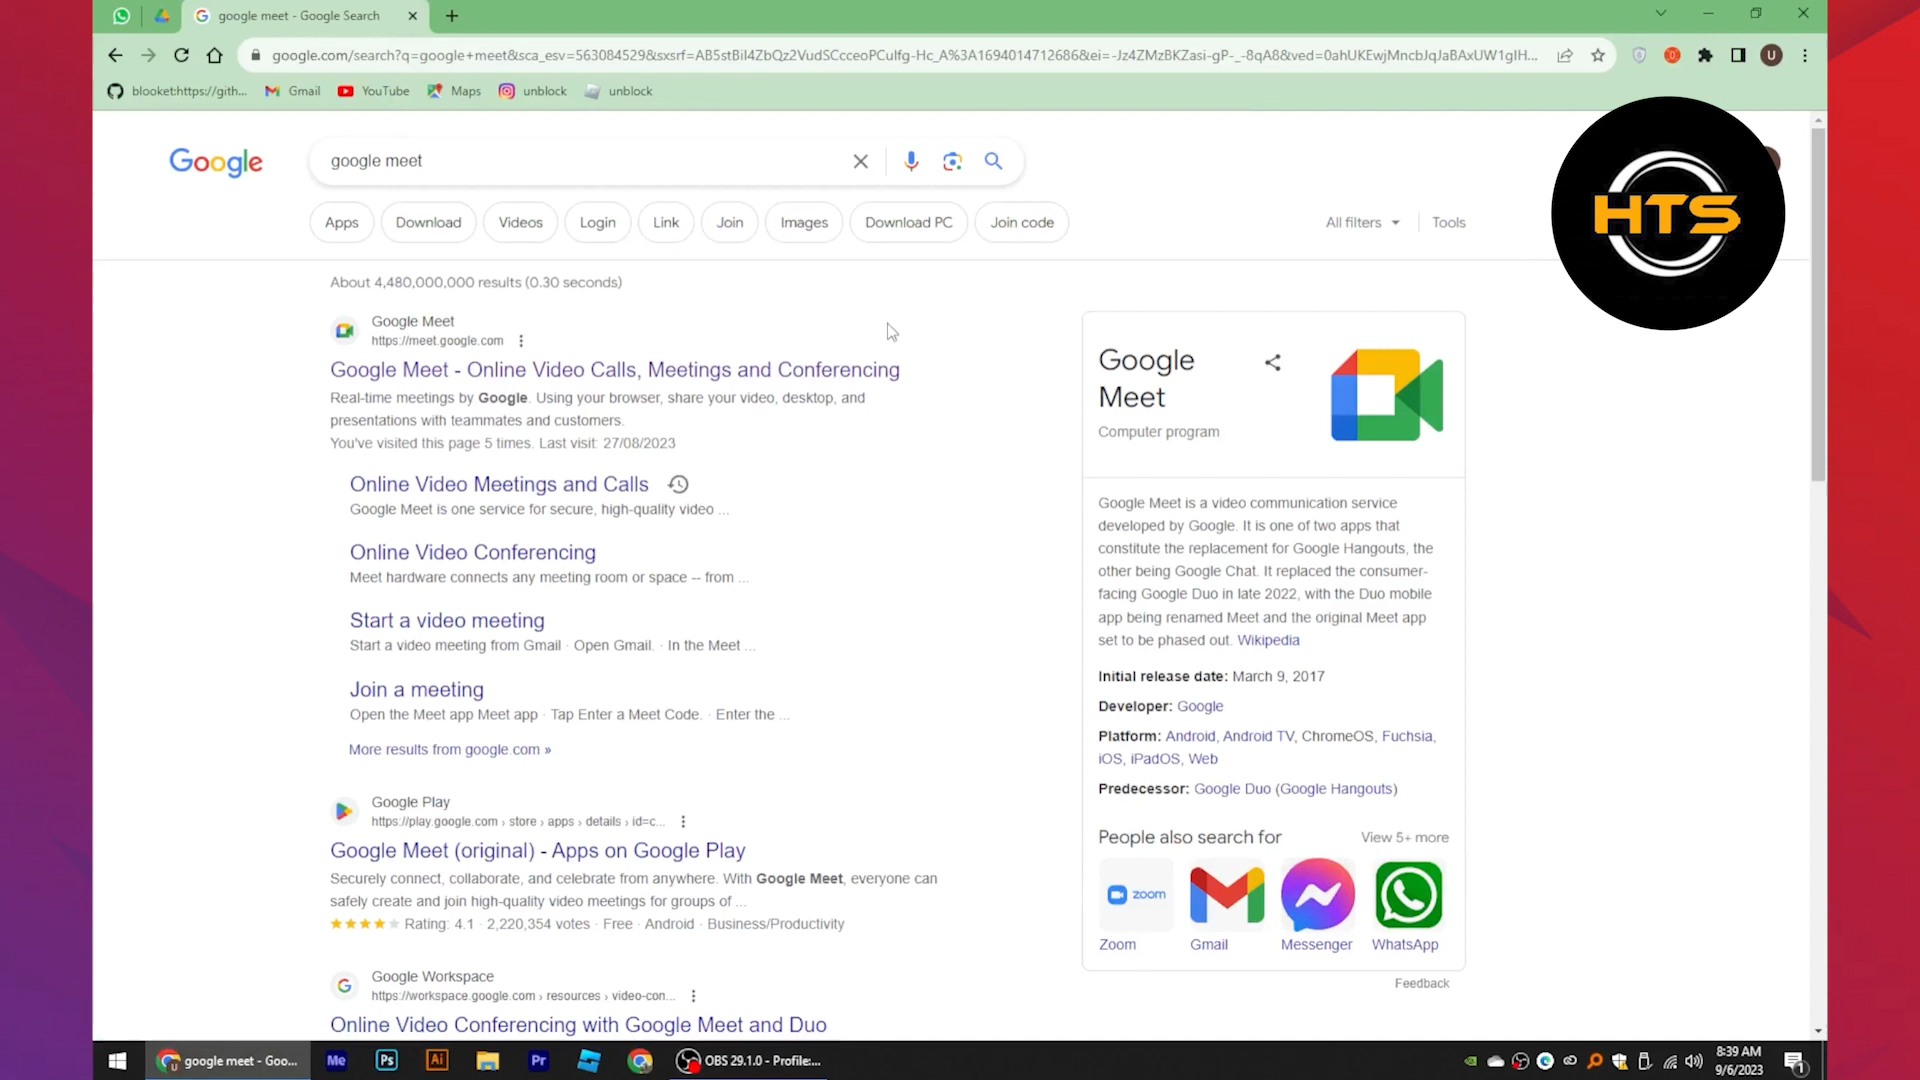 google meet - Google Search
google.com/search?q=google+meet&sca_esv=563084529&sxsrf=AB5stBil4ZbQz2VudSCcceoPCulfg-Hc_A%3A1694014712686&ei=-Jz4ZMzBKZasi-gP-_-8qA8&ved=0ahUKEwjMncbJqJaBAxUW1gIH...
blooket:https://gith...
Gmail
YouTube
Maps
unblock
unblock
U
Google
google meet
HTS
Apps
Download
Videos
Login
Link
Join
Images
Download PC
Join code
All filters
Tools
About 4,480,000,000 results (0.30 seconds)
Google Meet
https://meet.google.com
Google Meet - Online Video Calls, Meetings and Conferencing
Real-time meetings by Google. Using your browser, share your video, desktop, and
presentations with teammates and customers.
You've visited this page 5 times. Last visit: 27/08/2023
Online Video Meetings and Calls
Google Meet is one service for secure, high-quality video ...
Online Video Conferencing
Meet hardware connects any meeting room or space -- from ...
Start a video meeting
Start a video meeting from Gmail · Open Gmail. · In the Meet ...
Join a meeting
Open the Meet app Meet app · Tap Enter a Meet Code. · Enter the ...
More results from google.com »
Google Play
https://play.google.com › store › apps › details › id=c...
Google Meet (original) - Apps on Google Play
Securely connect, collaborate, and celebrate from anywhere. With Google Meet, everyone can
safely create and join high-quality video meetings for groups of ...
Rating: 4.1 · 2,220,354 votes · Free · Android · Business/Productivity
Google Workspace
https://workspace.google.com › resources › video-con...
Online Video Conferencing with Google Meet and Duo
Google
Meet
Computer program
Google Meet is a video communication service
developed by Google. It is one of two apps that
constitute the replacement for Google Hangouts, the
other being Google Chat. It replaced the consumer-
facing Google Duo in late 2022, with the Duo mobile
app being renamed Meet and the original Meet app
set to be phased out. Wikipedia
Initial release date: March 9, 2017
Developer: Google
Platform: Android, Android TV, ChromeOS, Fuchsia,
iOS, iPadOS, Web
Predecessor: Google Duo (Google Hangouts)
People also search for
View 5+ more
zoom
Zoom
Gmail
Messenger
WhatsApp
Feedback
google meet - Goo...
Me
Ps
Ai
Pr
OBS 29.1.0 - Profile:...
8:39 AM
9/6/2023
1